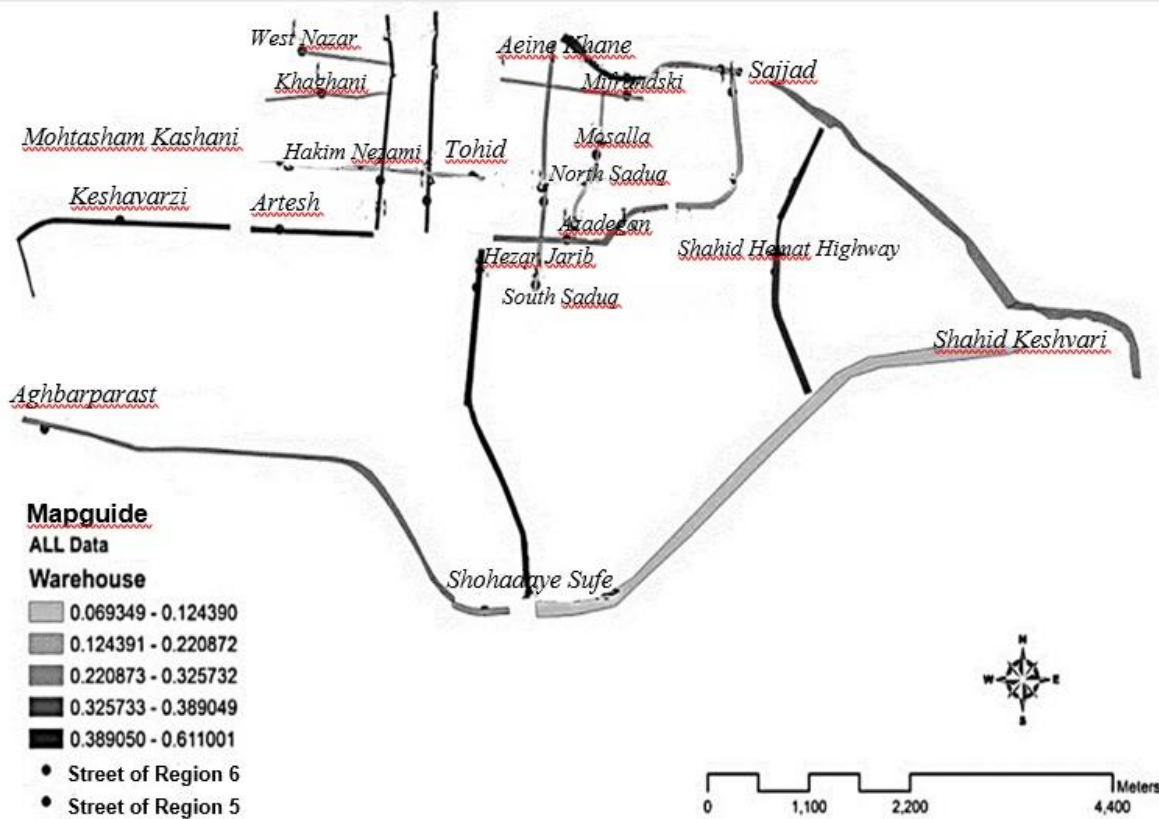 West Nazar
Aeine Khane
Khaghani
Mifrandski
Sajjad
Mohtasham Kashani
Hakim Nezami
Tohid
Masalla
North Sadug
Keshavarzi
Artesh
Azadegan
Hezar Jarib
Shahid Hemat Highway
South Sadug
Shahid Keshvari
Aghbarparast
Shohadaye Sufe
Mapguide
ALL Data
Warehouse
0.069349 - 0.124390
0.124391 - 0.220872
0.220873 - 0.325732
0.325733 - 0.389049
0.389050 - 0.611001
Street of Region 6
Street of Region 5
N
W E
S
Meters
0 1,100 2,200 4,400